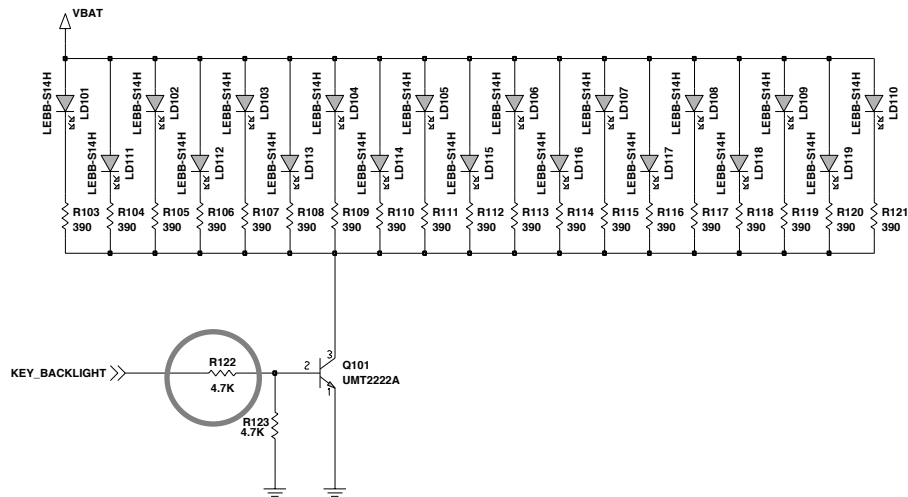 VBAT
LEBB-S14H
LD101
LEBB-S14H
LD102
LEBB-S14H
LD103
LEBB-S14H
LD104
LEBB-S14H
LD105
LEBB-S14H
LD106
LEBB-S14H
LD107
LEBB-S14H
LD108
LEBB-S14H
LD109
LEBB-S14H
LD110
LEBB-S14H
LD111
LEBB-S14H
LD112
LEBB-S14H
LD113
LEBB-S14H
LD114
LEBB-S14H
LD115
LEBB-S14H
LD116
LEBB-S14H
LD117
LEBB-S14H
LD118
LEBB-S14H
LD119
R103
390
R104
390
R105
390
R106
390
R107
390
R108
390
R109
390
R110
390
R111
390
R112
390
R113
390
R114
390
R115
390
R116
390
R117
390
R118
390
R119
390
R120
390
R121
390
KEY_BACKLIGHT
R122
4.7K
2
3
1
Q101
UMT2222A
R123
4.7K